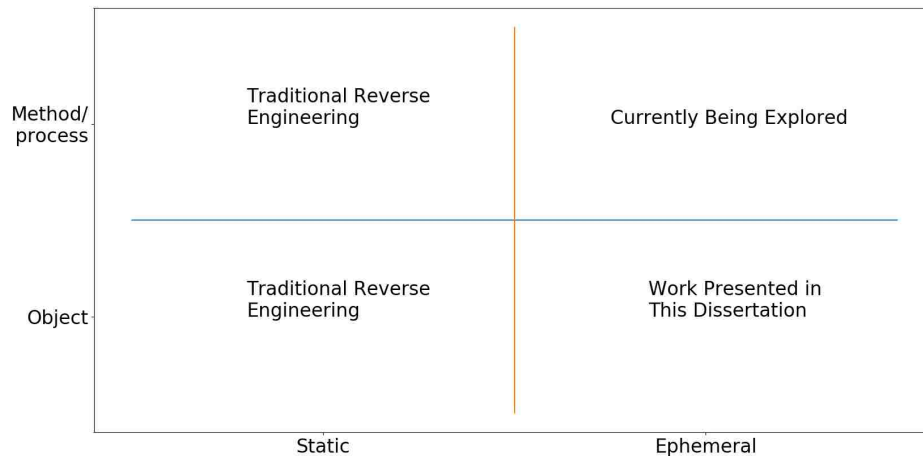 Traditional Reverse
Engineering
Currently Being Explored
Method/
process
Traditional Reverse
Engineering
Work Presented in
This Dissertation
Object
Static
Ephemeral